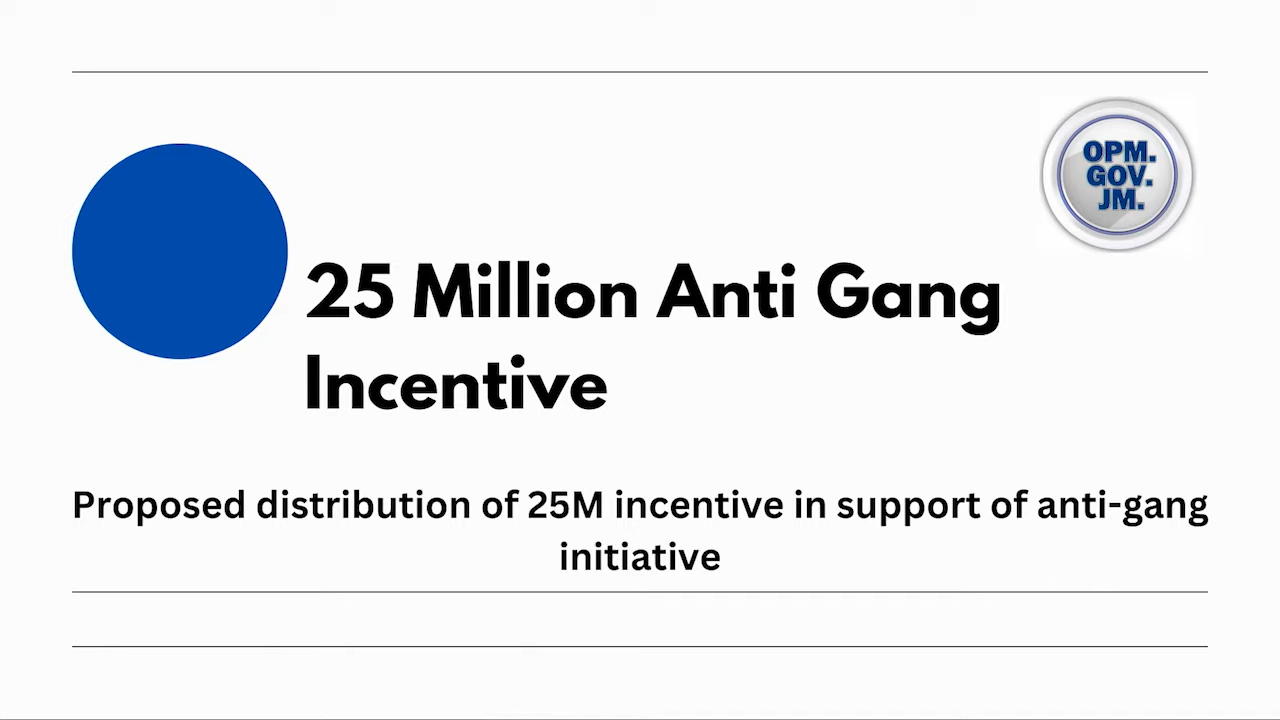 OPM.
GOV.
JM.
25 Million Anti Gang
Incentive
Proposed distribution of 25M incentive in support of anti-gang
initiative